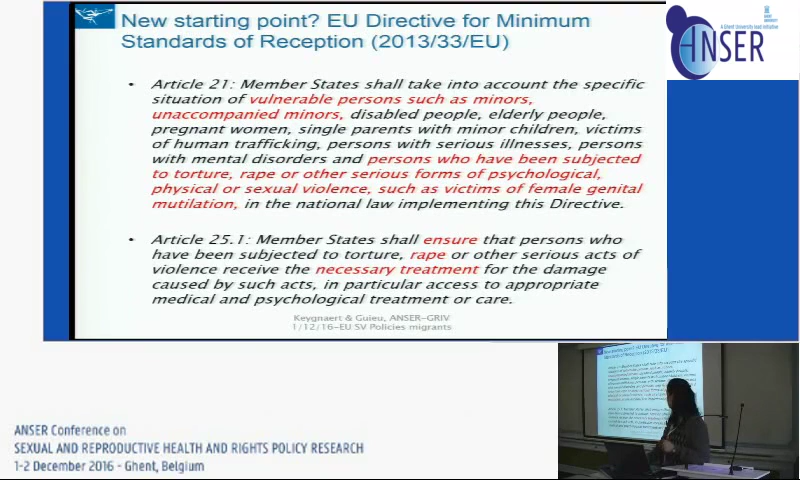 New starting point? EU Directive for Minimum
Standards of Reception (2013/33/EU)
A Ghent University lead initiative
ANSER
• Article 21: Member States shall take into account the specific
situation of vulnerable persons such as minors,
unaccompanied minors, disabled people, elderly people,
pregnant women, single parents with minor children, victims
of human trafficking, persons with serious illnesses, persons
with mental disorders and persons who have been subjected
to torture, rape or other serious forms of psychological,
physical or sexual violence, such as victims of female genital
mutilation, in the national law implementing this Directive.
• Article 25.1: Member States shall ensure that persons who
have been subjected to torture, rape or other serious acts of
violence receive the necessary treatment for the damage
caused by such acts, in particular access to appropriate
medical and psychological treatment or care.
Keygnaert & Guieu, ANSER-GRIV
1/12/16-EU SV Policies migrants
ANSER Conference on
SEXUAL AND REPRODUCTIVE HEALTH AND RIGHTS POLICY RESEARCH
1-2 December 2016 - Ghent, Belgium